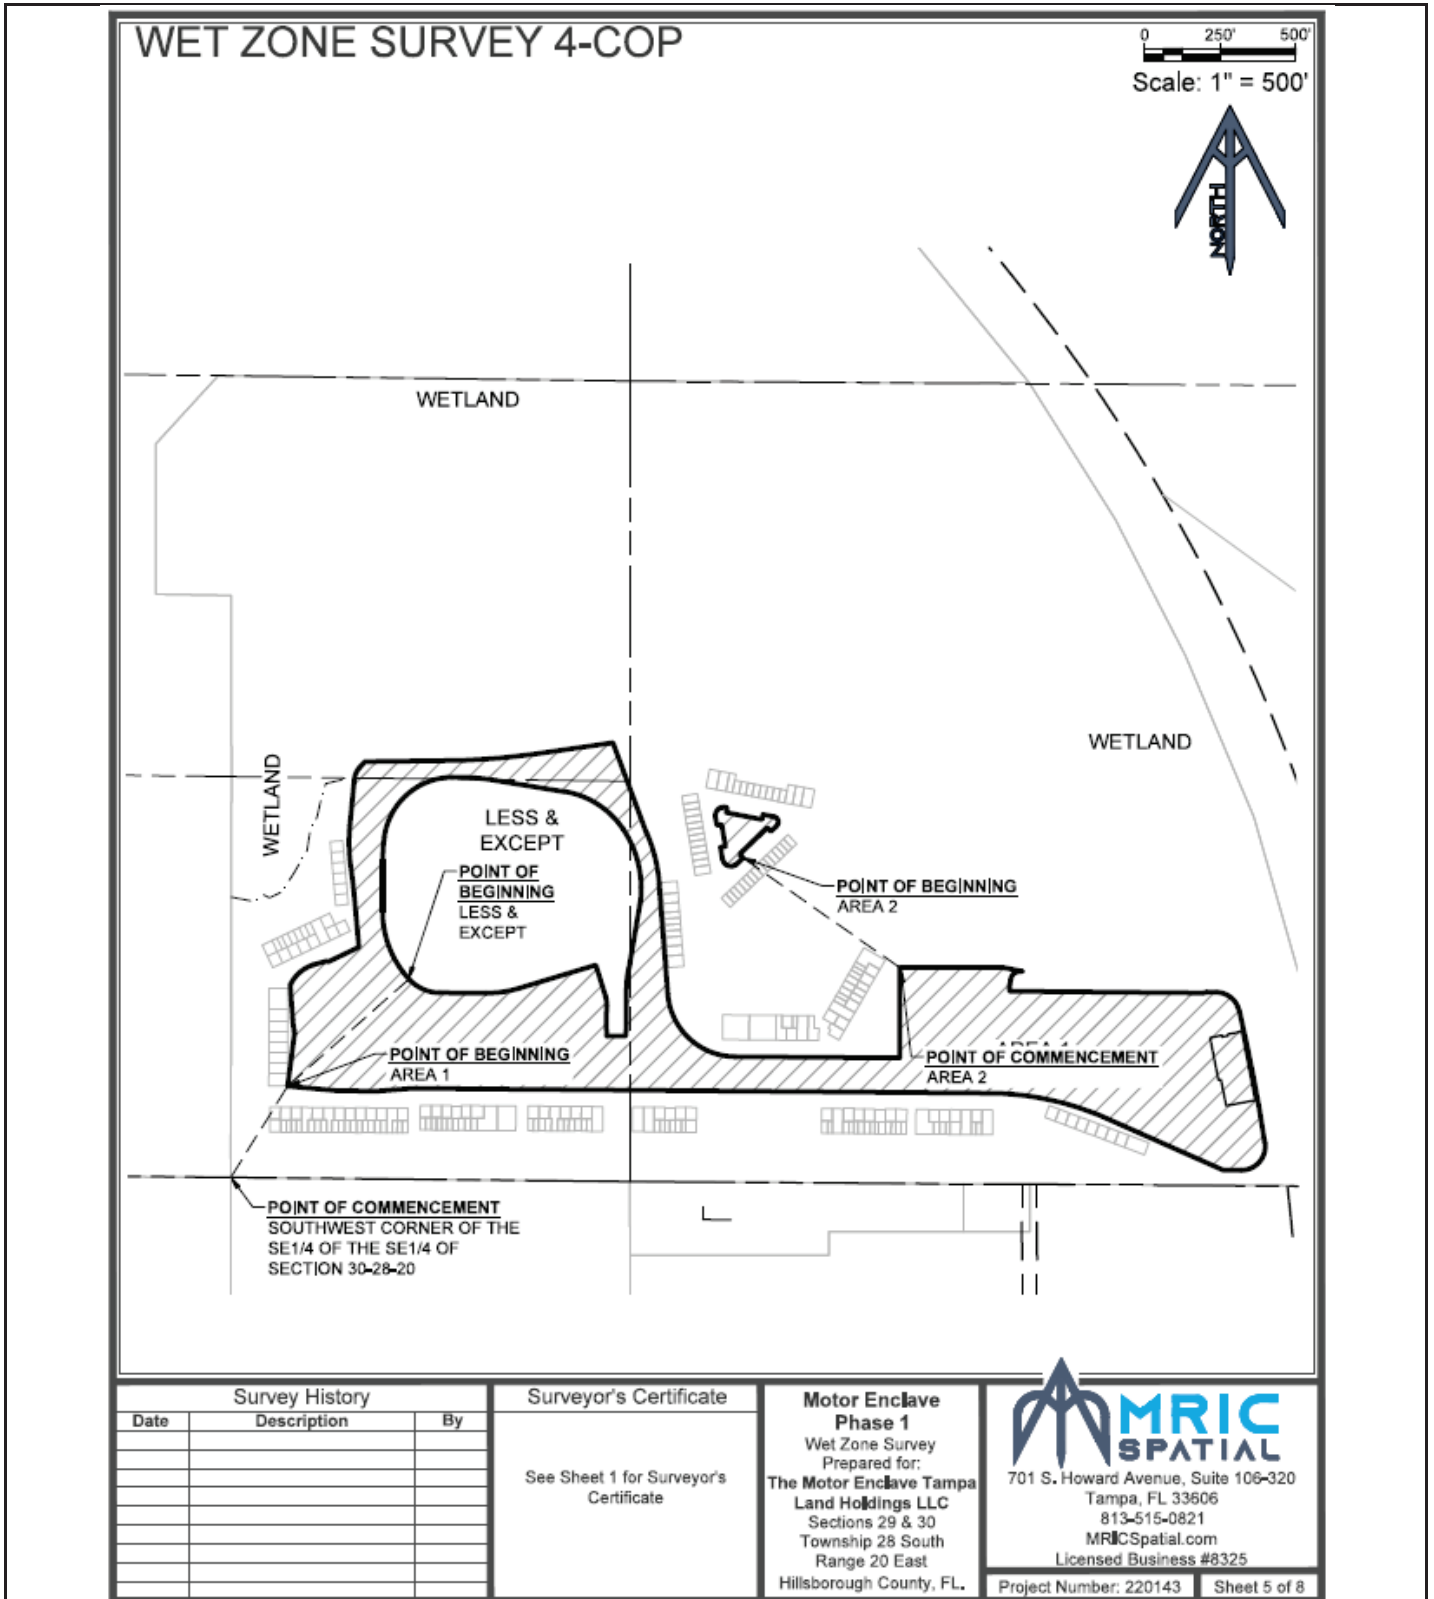 WET ZONE SURVEY 4-COP
0 250' 500'
Scale: 1" = 500'
NORTH
WETLAND
WETLAND
WETLAND
LESS &
EXCEPT
POINT OF
BEGINNING
LESS &
EXCEPT
POINT OF BEGINNING
AREA 2
POINT OF BEGINNING
AREA 1
POINT OF COMMENCEMENT
AREA 2
POINT OF COMMENCEMENT
SOUTHWEST CORNER OF THE
SE1/4 OF THE SE1/4 OF
SECTION 30-28-20
Survey History
Date Description By
Surveyor's Certificate
See Sheet 1 for Surveyor's
Certificate
Motor Enclave
Phase 1
Wet Zone Survey
Prepared for:
The Motor Enclave Tampa
Land Holdings LLC
Sections 29 & 30
Township 28 South
Range 20 East
Hillsborough County, FL.
MRIC
SPATIAL
701 S. Howard Avenue, Suite 106-320
Tampa, FL 33606
813-515-0821
MRICSpatial.com
Licensed Business #8325
Project Number: 220143
Sheet 5 of 8